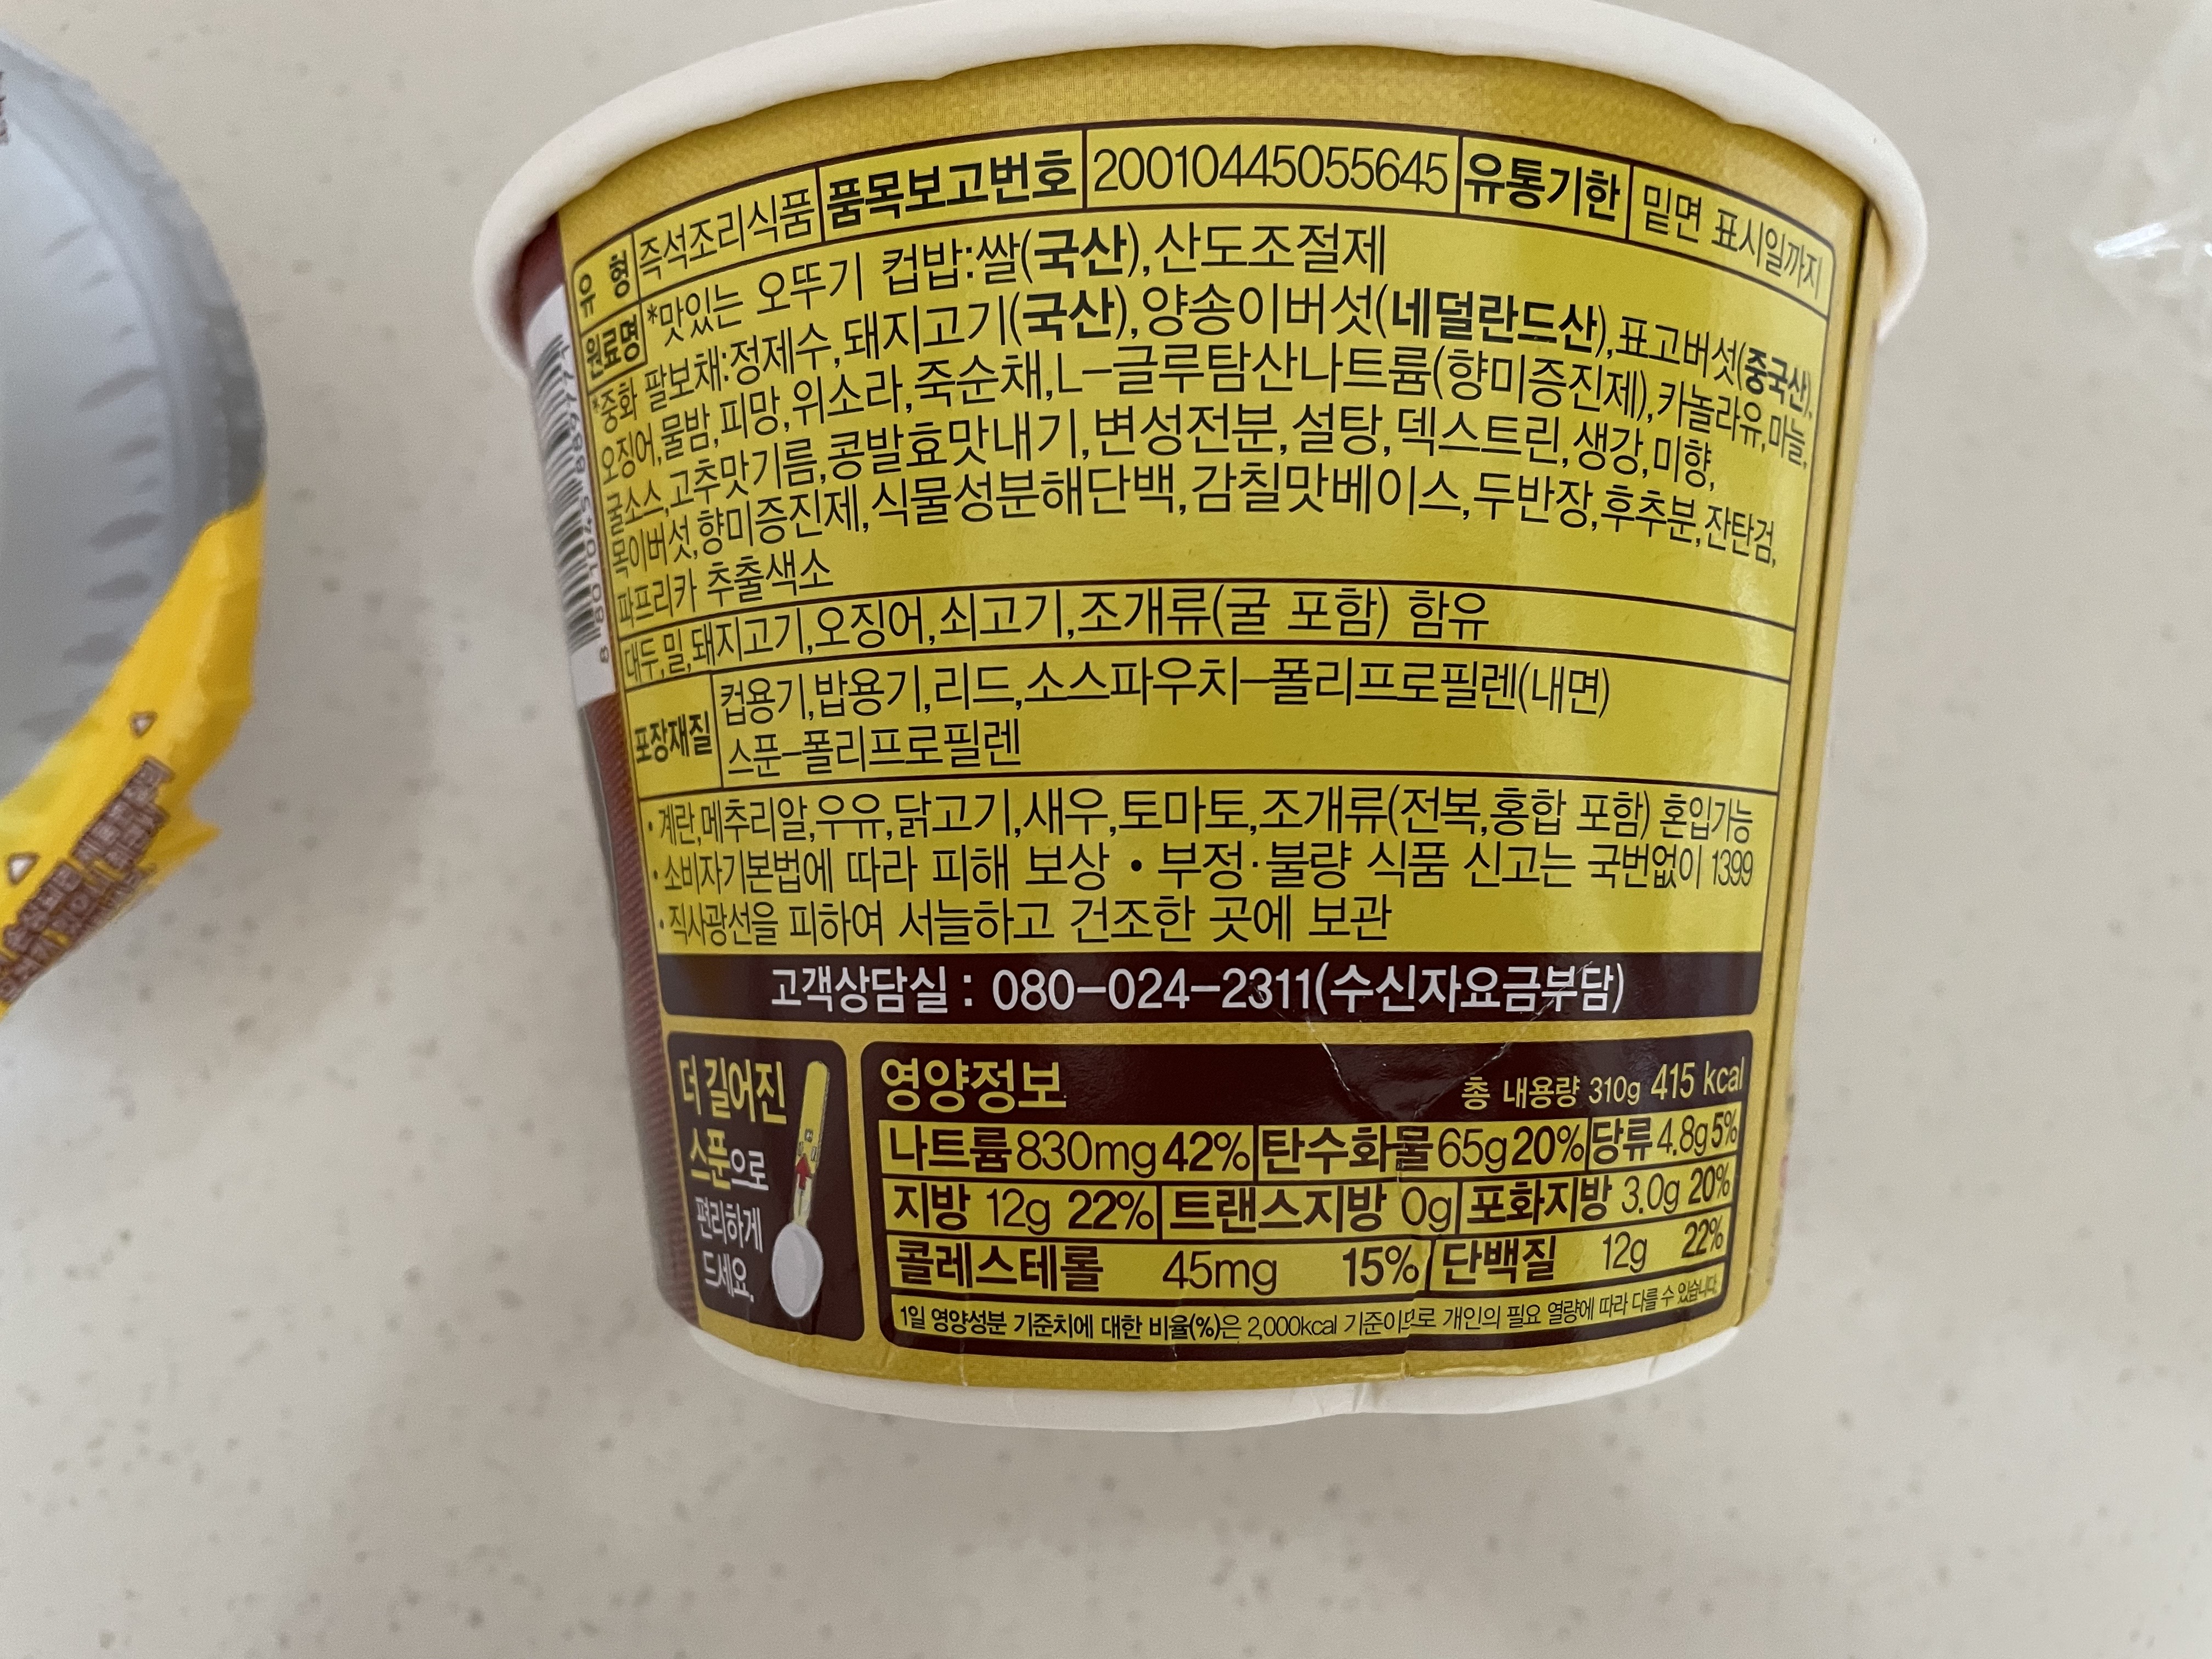 유 형 즉석조리식품 품목보고번호 20010445055645 유통기한 밑면 표시일까지
원료명 *맛있는 오뚜기 컵밥:쌀(국산),산도조절제
*중화 팔보채:정제수,돼지고기(국산),양송이버섯(네덜란드산),표고버섯(중국산),
오징어,물밤,피망,위소라,죽순채,L-글루탐산나트륨(향미증진제),카놀라유,마늘,
굴소스,고추맛기름,콩발효맛내기,변성전분,설탕,덱스트린,생강,미향,
목이버섯,향미증진제,식물성분해단백,감칠맛베이스,두반장,후추분,잔탄검,
파프리카 추출색소
대두,밀,돼지고기,오징어,쇠고기,조개류(굴 포함) 함유
포장재질 컵용기,밥용기,리드,소스파우치-폴리프로필렌(내면)
스푼-폴리프로필렌
·계란,메추리알,우유,닭고기,새우,토마토,조개류(전복,홍합 포함) 혼입가능
·소비자기본법에 따라 피해 보상 •부정·불량 식품 신고는 국번없이 1399
·직사광선을 피하여 서늘하고 건조한 곳에 보관
고객상담실 : 080-024-2311(수신자요금부담)
더 길어진
스푼으로
편리하게
드세요.
영양정보 총 내용량 310g 415 kcal
나트륨 830mg 42% 탄수화물 65g 20% 당류 4.8g 5%
지방 12g 22% 트랜스지방 0g 포화지방 3.0g 20%
콜레스테롤 45mg 15% 단백질 12g 22%
1일 영양성분 기준치에 대한 비율(%)은 2,000kcal 기준이므로 개인의 필요 열량에 따라 다를 수 있습니다.